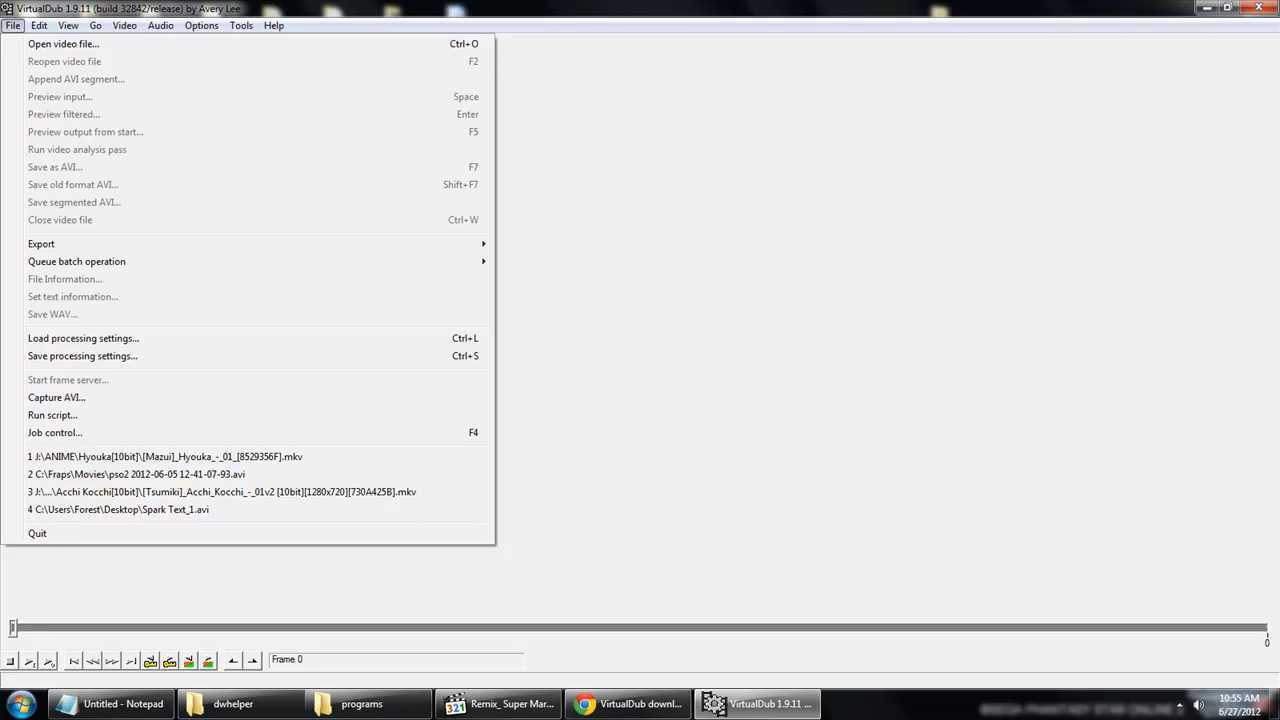 VirtualDub 1.9.11 (build 32842/release) by Avery Lee
File Edit View Go Video Audio Options Tools Help
Open video file... Ctrl+O
Reopen video file F2
Append AVI segment...
Preview input... Space
Preview filtered... Enter
Preview output from start... F5
Run video analysis pass
Save as AVI... F7
Save old format AVI... Shift+F7
Save segmented AVI...
Close video file Ctrl+W
Export
Queue batch operation
File Information...
Set text information...
Save WAV...
Load processing settings... Ctrl+L
Save processing settings... Ctrl+S
Start frame server...
Capture AVI...
Run script...
Job control... F4
1 J:\ANIME\Hyouka[10bit]\[Mazui]_Hyouka_-_01_[8529356F].mkv
2 C:\Fraps\Movies\pso2 2012-06-05 12-41-07-93.avi
3 J:\...\Acchi Kocchi[10bit]\[Tsumiki]_Acchi_Kocchi_-_01v2 [10bit][1280x720][730A425B].mkv
4 C:\Users\Forest\Desktop\Spark Text_1.avi
Quit
0
Frame 0
Untitled - Notepad dwhelper programs 321 Remix_ Super Mar... VirtualDub downl... VirtualDub 1.9.11 ...
10:55 AM
6/27/2012